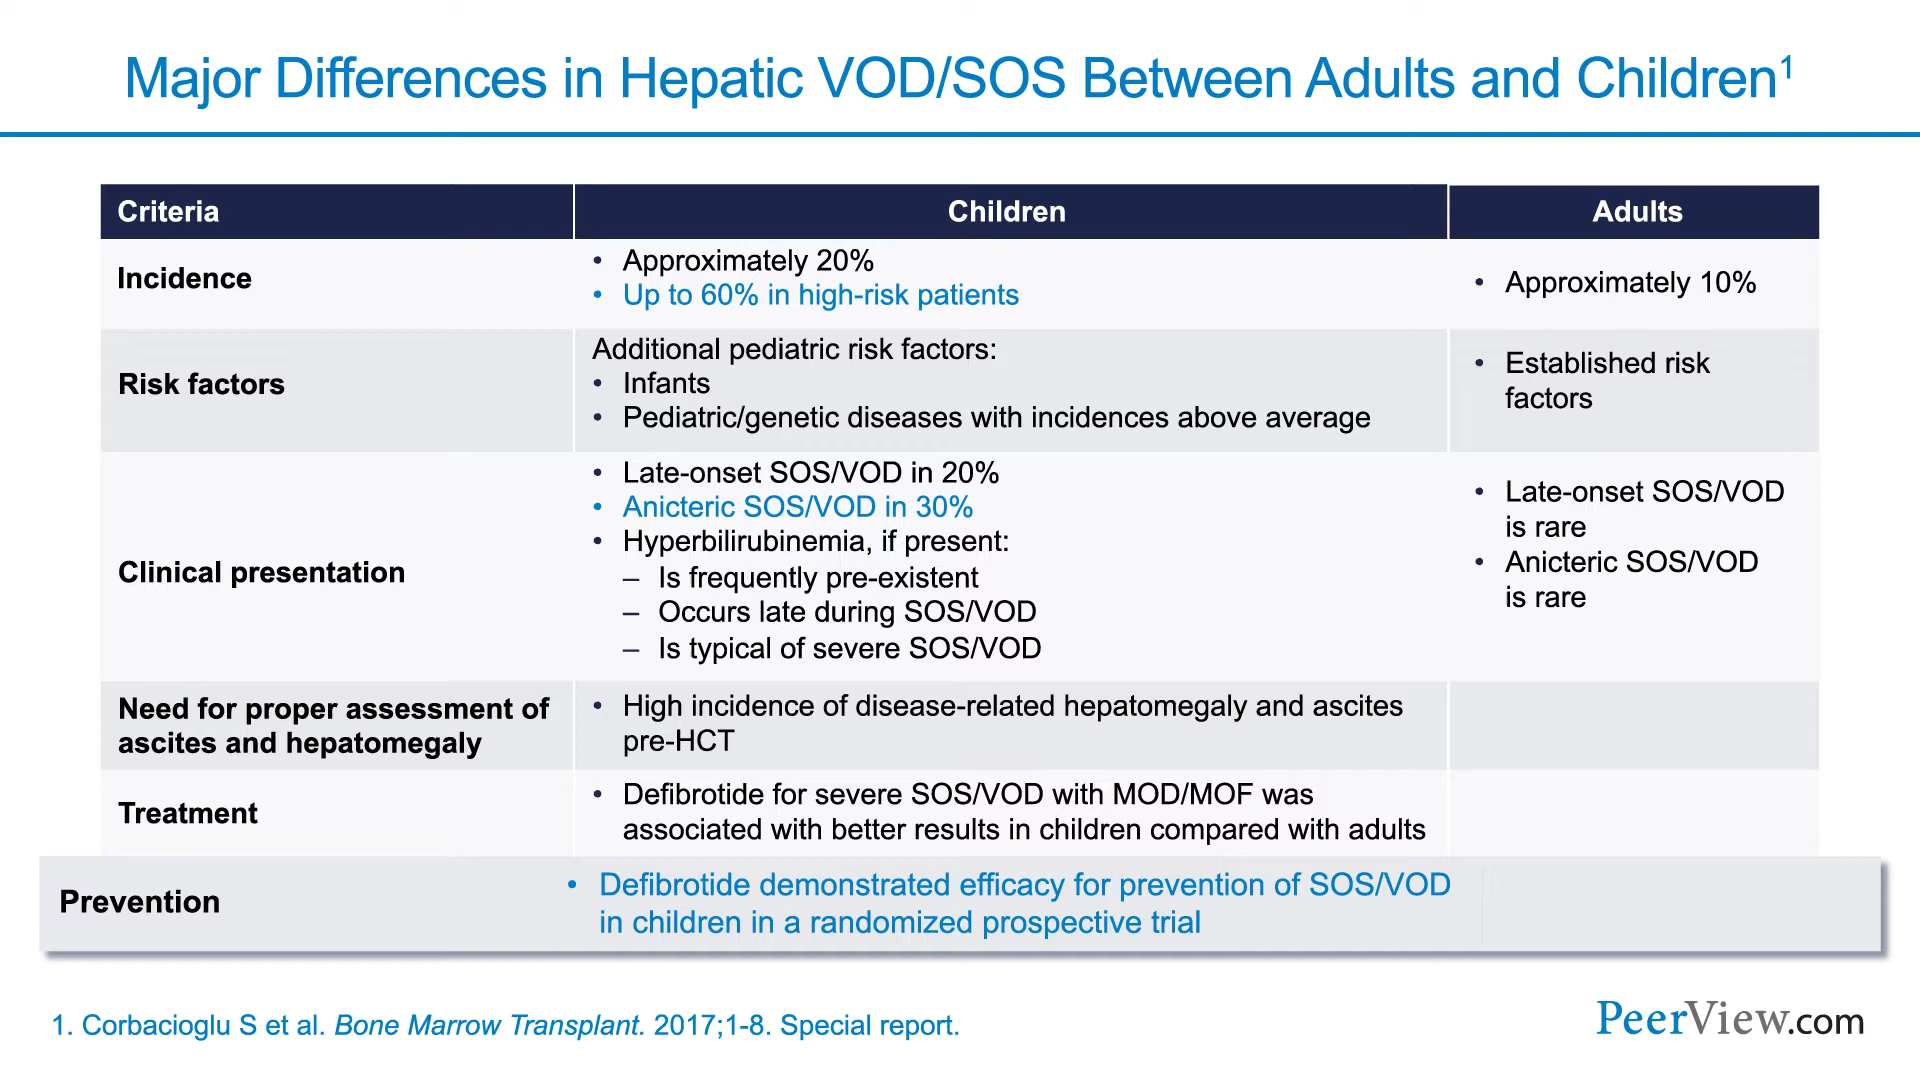 Major Differences in Hepatic VOD/SOS Between Adults and Children1
Criteria
Children
Adults
Incidence
• Approximately 20%
• Up to 60% in high-risk patients
• Approximately 10%
Risk factors
Additional pediatric risk factors:
• Infants
• Pediatric/genetic diseases with incidences above average
• Established risk
factors
Clinical presentation
• Late-onset SOS/VOD in 20%
• Anicteric SOS/VOD in 30%
• Hyperbilirubinemia, if present:
– Is frequently pre-existent
– Occurs late during SOS/VOD
– Is typical of severe SOS/VOD
• Late-onset SOS/VOD
is rare
• Anicteric SOS/VOD
is rare
Need for proper assessment of
ascites and hepatomegaly
• High incidence of disease-related hepatomegaly and ascites
pre-HCT
Treatment
• Defibrotide for severe SOS/VOD with MOD/MOF was
associated with better results in children compared with adults
Prevention
• Defibrotide demonstrated efficacy for prevention of SOS/VOD
in children in a randomized prospective trial
1. Corbacioglu S et al. Bone Marrow Transplant. 2017;1-8. Special report.
PeerView.com